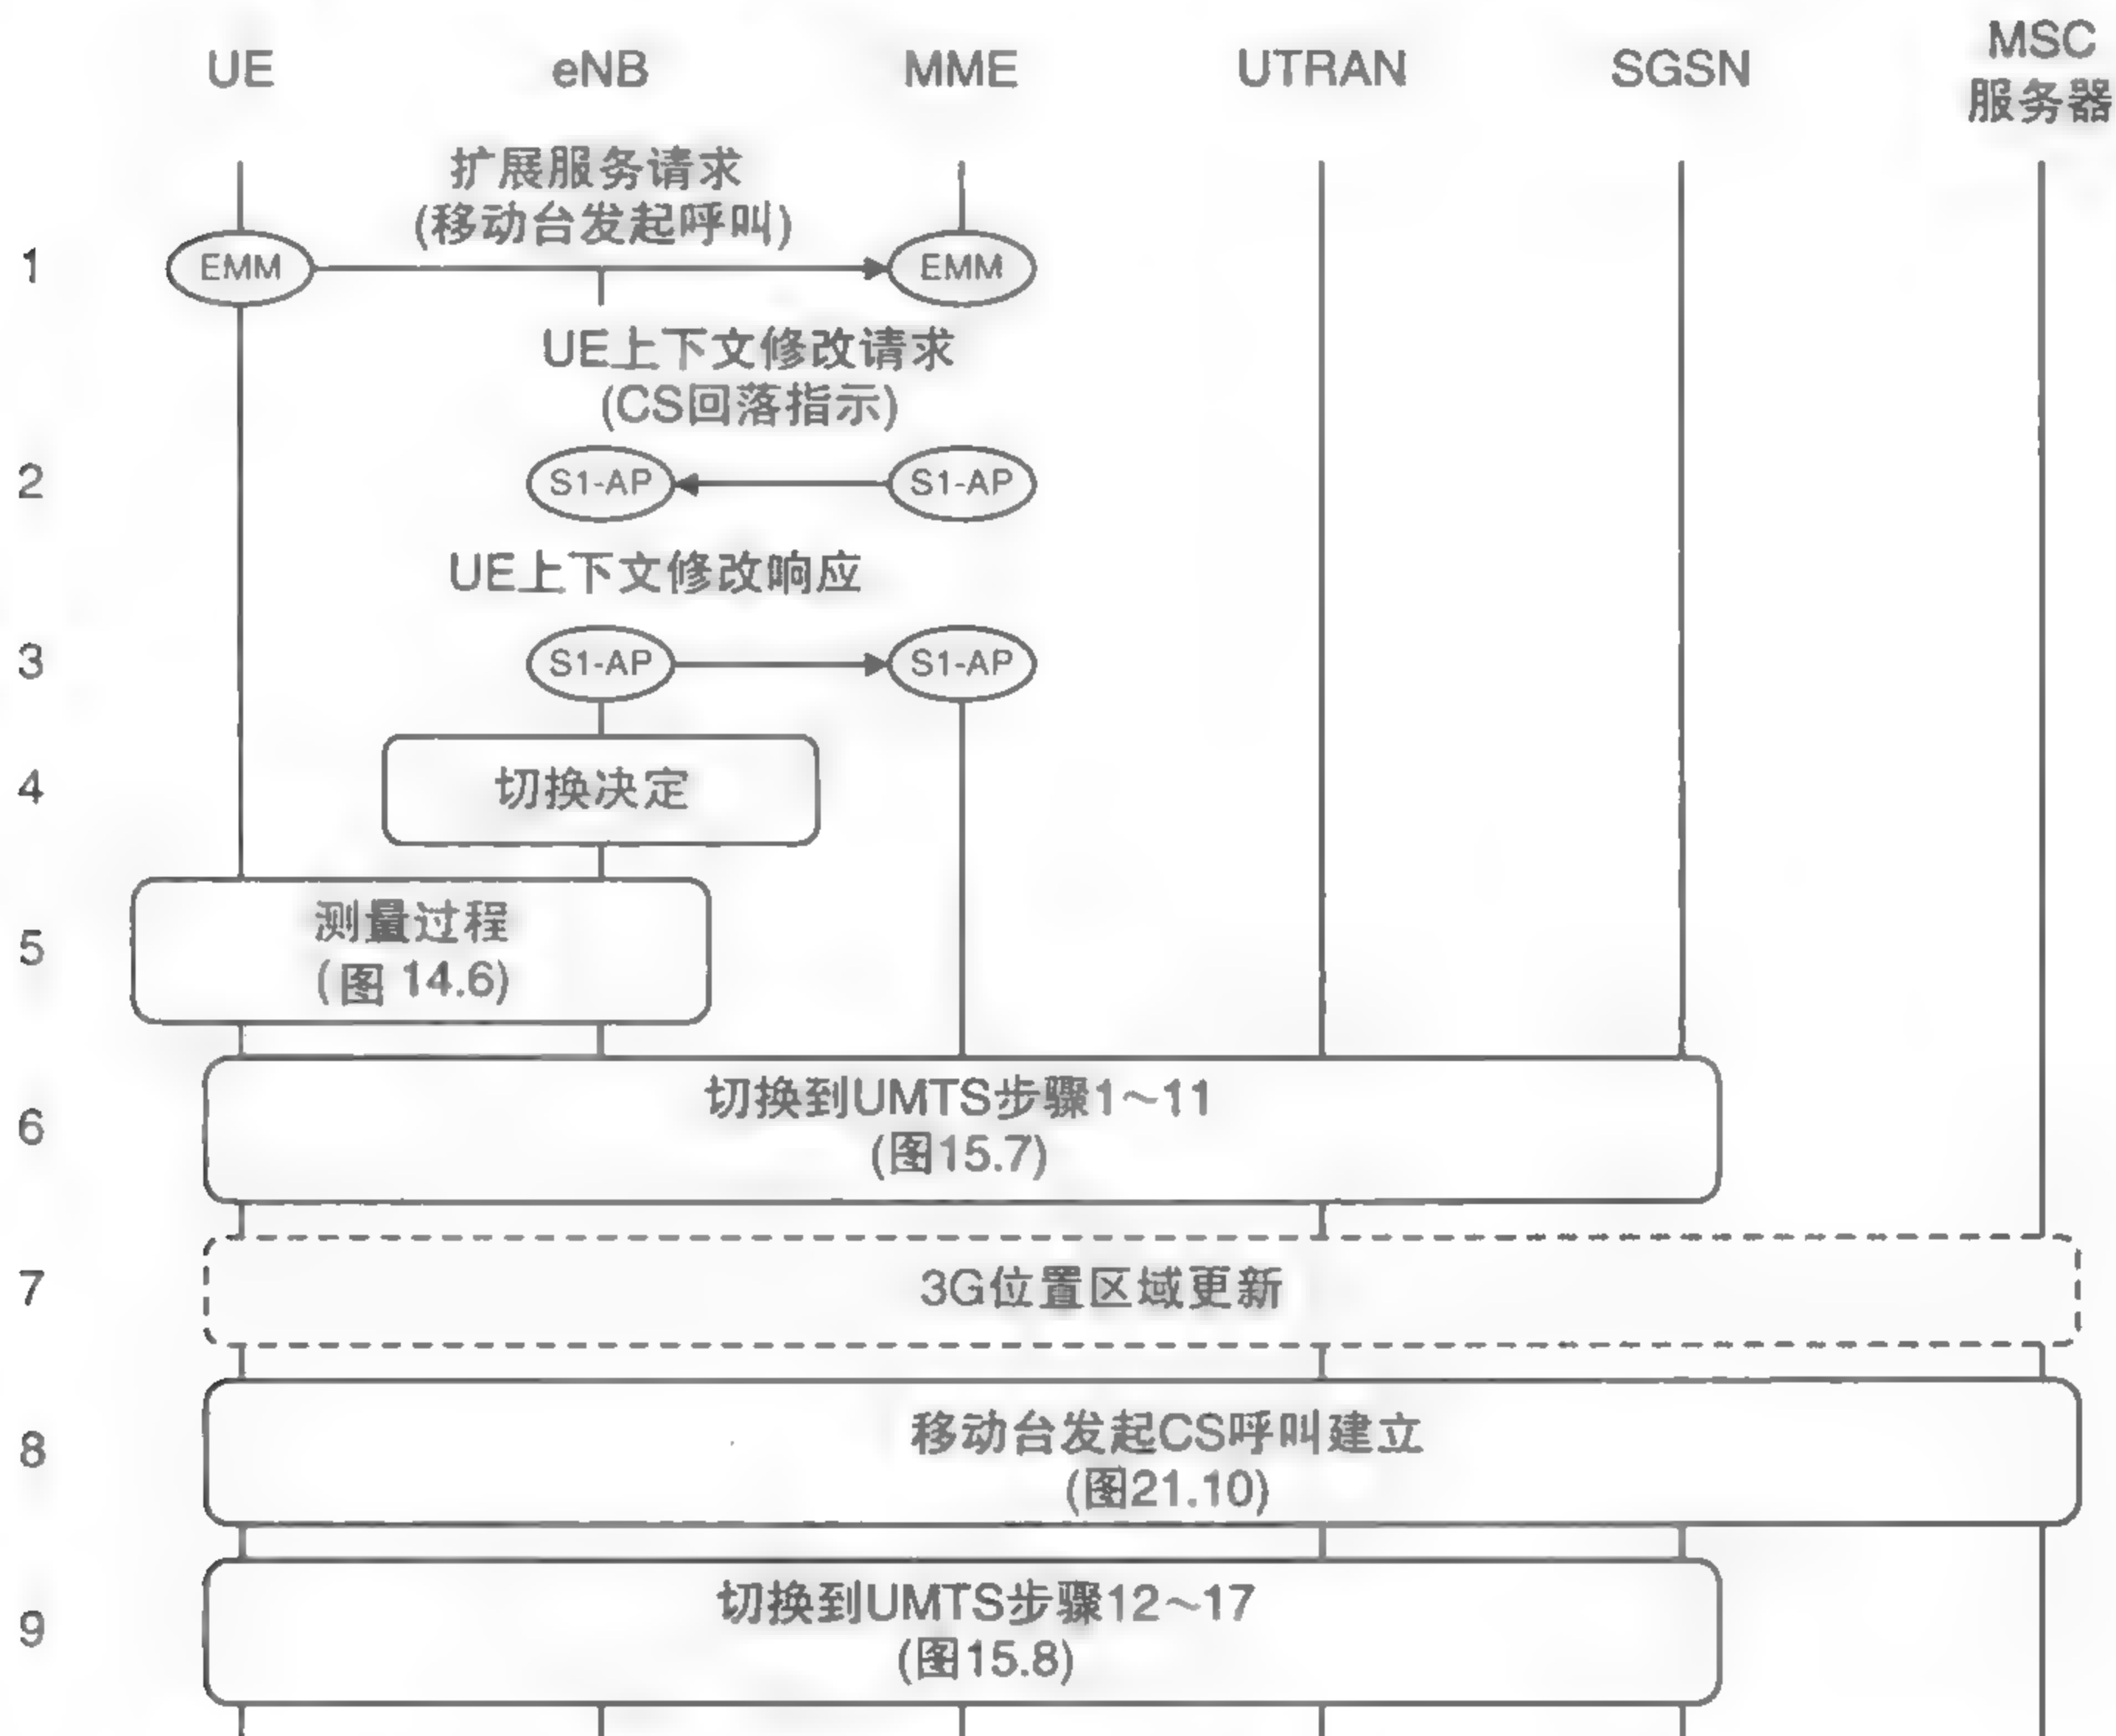 UE
eNB
MME
UTRAN
SGSN
MSC
服务器
扩展服务请求
(移动台发起呼叫)
1
EMM
EMM
UE上下文修改请求
(CS回落指示)
2
S1-AP
S1-AP
UE上下文修改响应
3
S1-AP
S1-AP
4
切换决定
5
测量过程
(图 14.6)
6
切换到UMTS步骤1～11
(图15.7)
7
3G位置区域更新
8
移动台发起CS呼叫建立
(图21.10)
9
切换到UMTS步骤12～17
(图15.8)